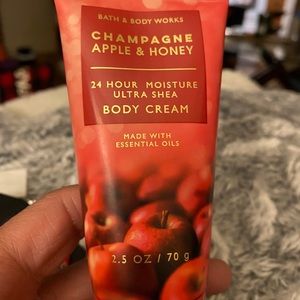 BATH & BODY WORKS
CHAMPAGNE
APPLE & HONEY
24 HOUR MOISTURE
ULTRA SHEA
BODY CREAM
MADE WITH
ESSENTIAL OILS
2.5 OZ / 70 g